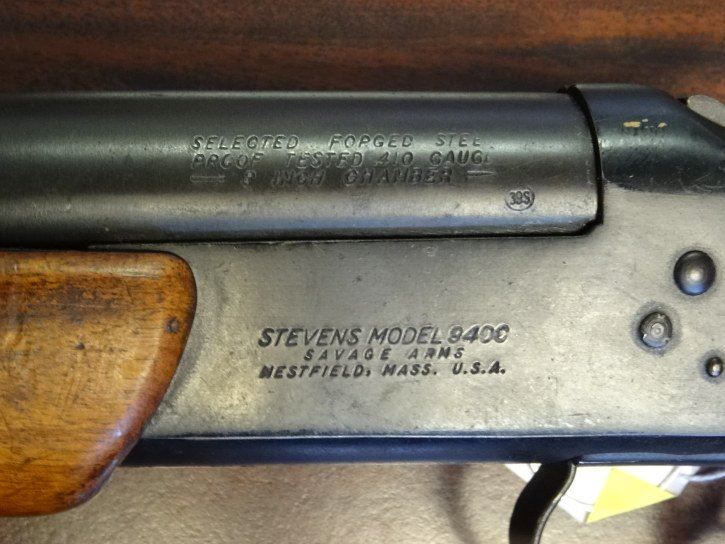 SELECTED FORGED STEE
PROOF TESTED 410 GAUG
INCH CHAMBER
STEVENS MODEL 940C
SAVAGE ARMS
WESTFIELD, MASS. U.S.A.